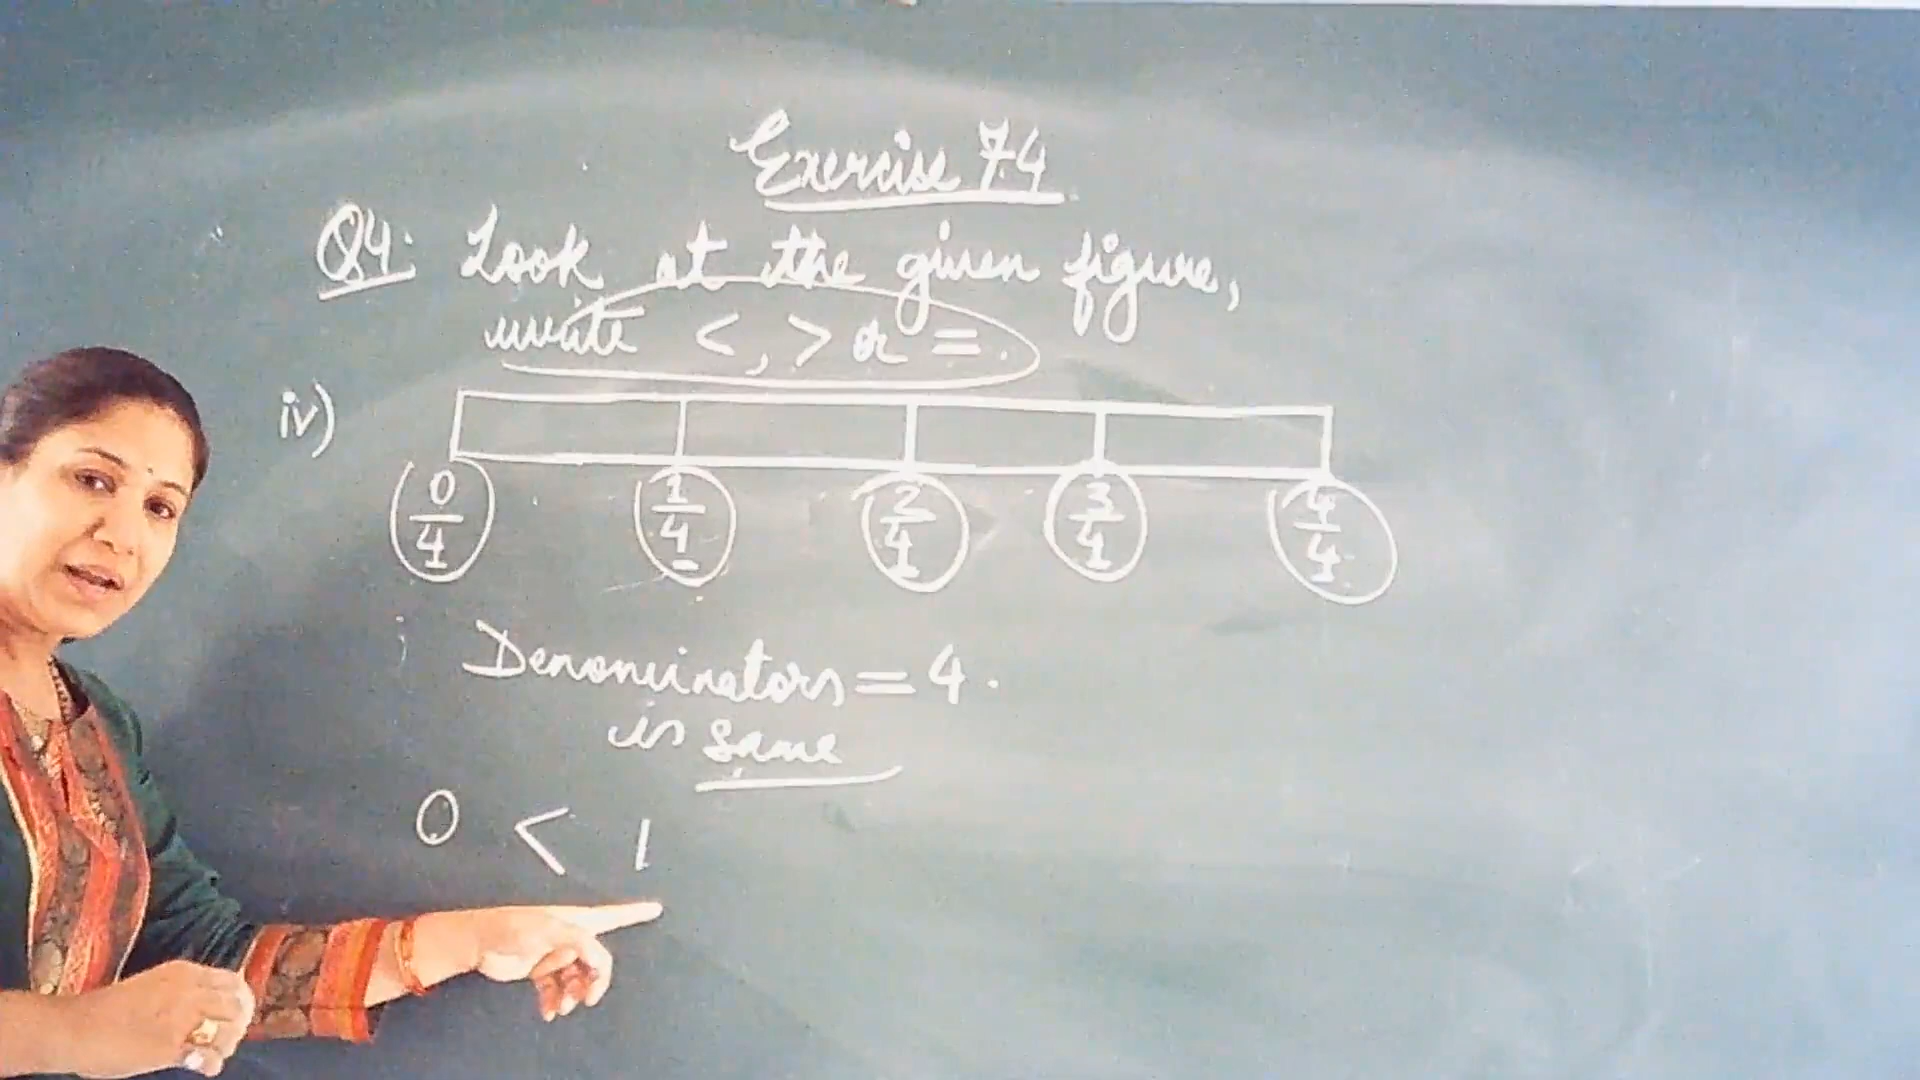 Exercise 7.4
Q4: Look at the given figure,
write <, > or =.
iv)
0/4 1/4 2/4 3/4 4/4
Denominators = 4.
is same
0 < 1